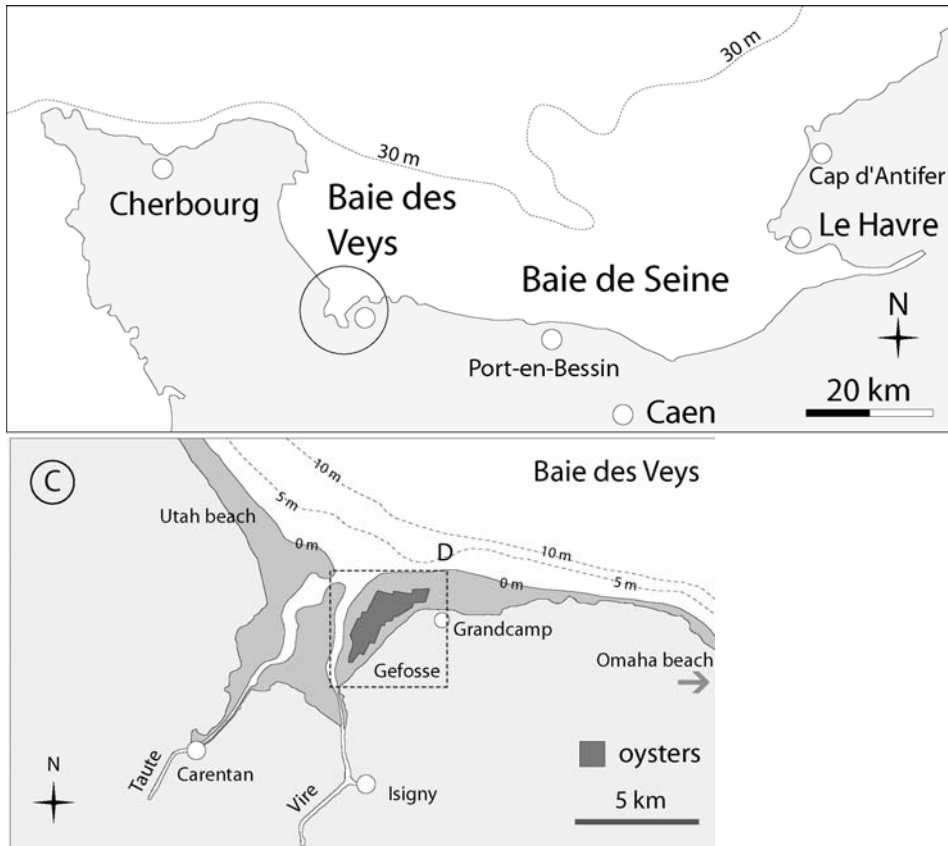 30 m
30 m
Cap d'Antifer
Cherbourg
Baie des
Veys
Le Havre
Baie de Seine
N
Port-en-Bessin
20 km
Caen
C
10 m
Baie des Veys
5 m
Utah beach
0 m
D
10 m
0 m
5 m
Grandcamp
Gefosse
Omaha beach
oysters
N
Taute
Carentan
Vire
Isigny
5 km